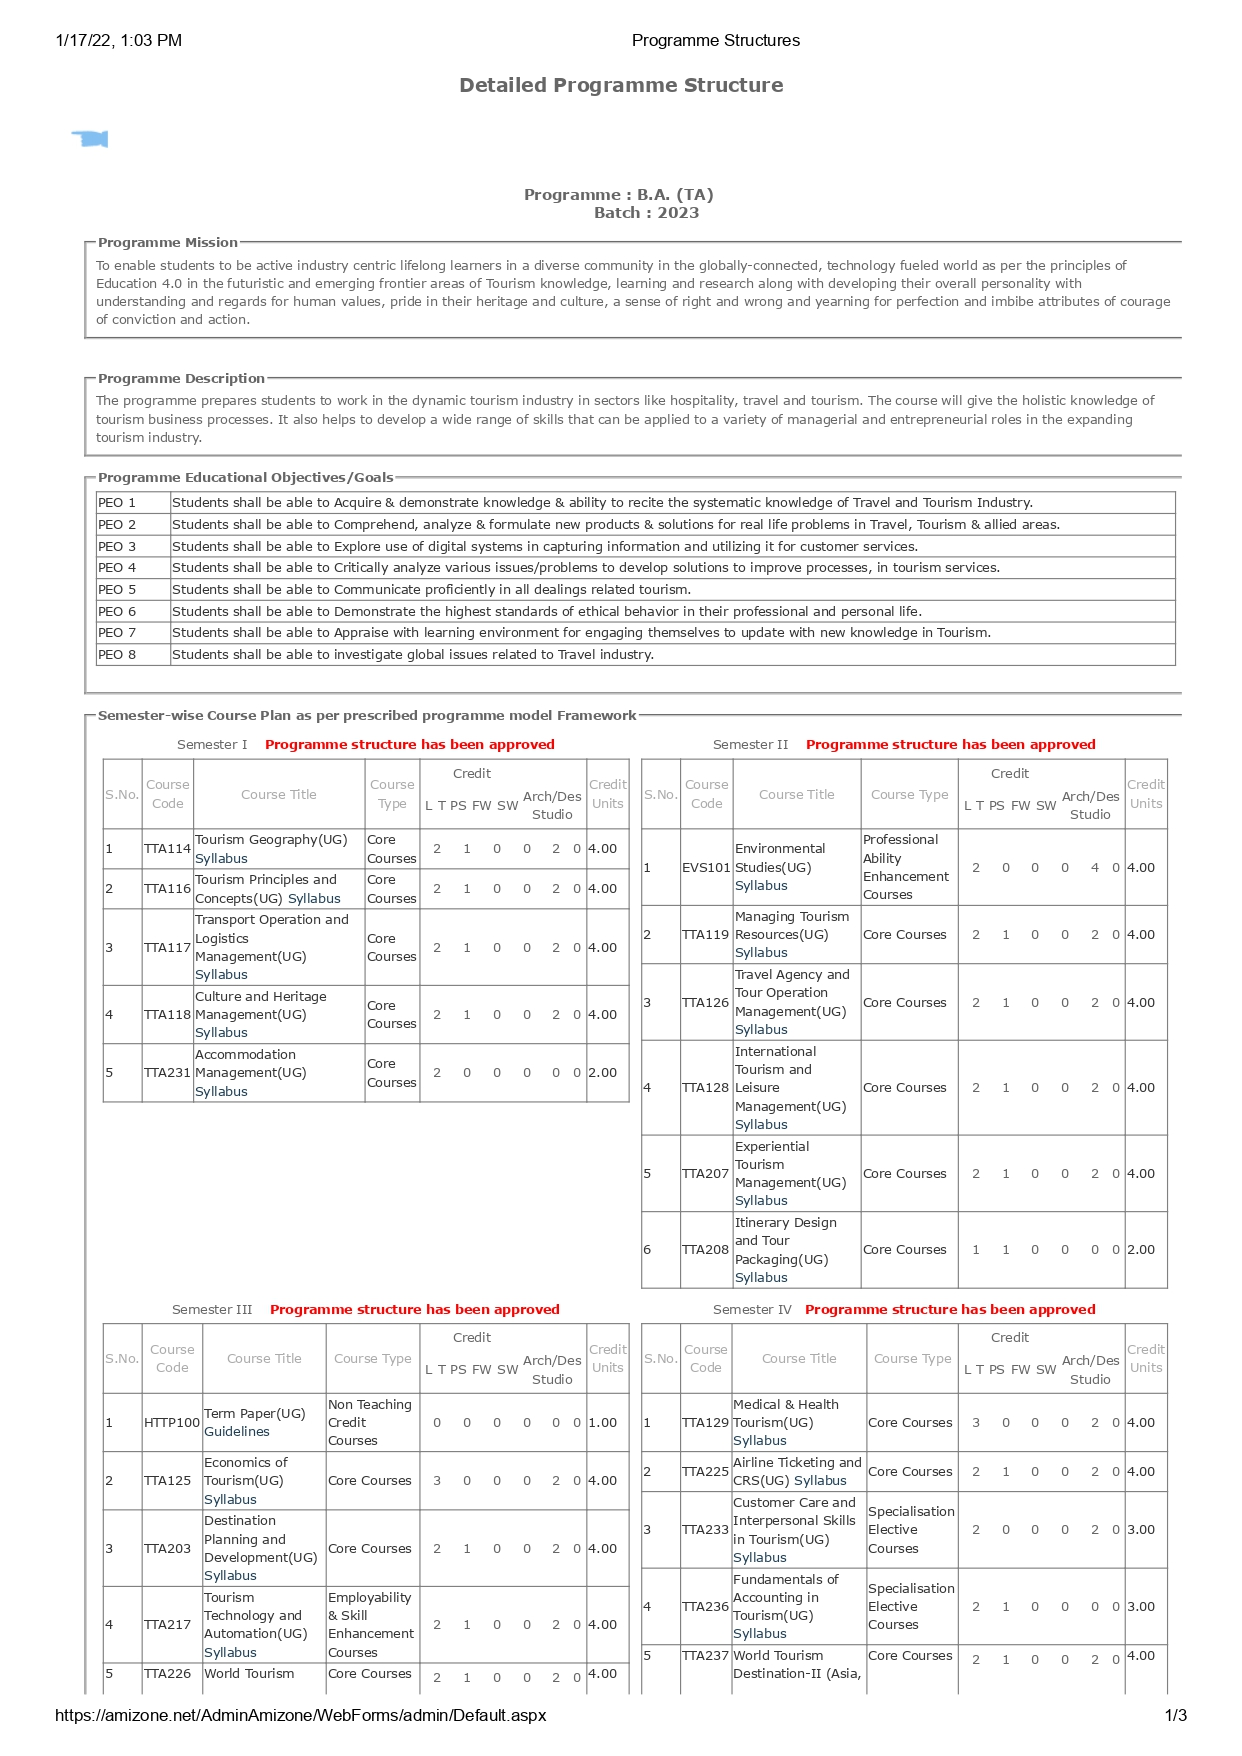 1/17/22, 1:03 PM Programme Structures
Detailed Programme Structure
Programme : B.A. (TA)
Batch : 2023
Programme Mission
To enable students to be active industry centric lifelong learners in a diverse community in the globally-connected, technology fueled world as per the principles of
Education 4.0 in the futuristic and emerging frontier areas of Tourism knowledge, learning and research along with developing their overall personality with
understanding and regards for human values, pride in their heritage and culture, a sense of right and wrong and yearning for perfection and imbibe attributes of courage
of conviction and action.
Programme Description
The programme prepares students to work in the dynamic tourism industry in sectors like hospitality, travel and tourism. The course will give the holistic knowledge of
tourism business processes. It also helps to develop a wide range of skills that can be applied to a variety of managerial and entrepreneurial roles in the expanding
tourism industry.
Programme Educational Objectives/Goals
PEO 1 Students shall be able to Acquire & demonstrate knowledge & ability to recite the systematic knowledge of Travel and Tourism Industry.
PEO 2 Students shall be able to Comprehend, analyze & formulate new products & solutions for real life problems in Travel, Tourism & allied areas.
PEO 3 Students shall be able to Explore use of digital systems in capturing information and utilizing it for customer services.
PEO 4 Students shall be able to Critically analyze various issues/problems to develop solutions to improve processes, in tourism services.
PEO 5 Students shall be able to Communicate proficiently in all dealings related tourism.
PEO 6 Students shall be able to Demonstrate the highest standards of ethical behavior in their professional and personal life.
PEO 7 Students shall be able to Appraise with learning environment for engaging themselves to update with new knowledge in Tourism.
PEO 8 Students shall be able to investigate global issues related to Travel industry.
Semester-wise Course Plan as per prescribed programme model Framework
Semester I Programme structure has been approved
S.No. Course Code Course Title Course Type Credit L T PS FW SW Arch/Des Studio Credit Units
1 TTA114 Tourism Geography(UG) Syllabus Core Courses 2 1 0 0 2 0 4.00
2 TTA116 Tourism Principles and Concepts(UG) Syllabus Core Courses 2 1 0 0 2 0 4.00
3 TTA117 Transport Operation and Logistics Management(UG) Syllabus Core Courses 2 1 0 0 2 0 4.00
4 TTA118 Culture and Heritage Management(UG) Syllabus Core Courses 2 1 0 0 2 0 4.00
5 TTA231 Accommodation Management(UG) Syllabus Core Courses 2 0 0 0 0 0 2.00
Semester II Programme structure has been approved
S.No. Course Code Course Title Course Type Credit L T PS FW SW Arch/Des Studio Credit Units
1 EVS101 Environmental Studies(UG) Syllabus Professional Ability Enhancement Courses 2 0 0 0 4 0 4.00
2 TTA119 Managing Tourism Resources(UG) Syllabus Core Courses 2 1 0 0 2 0 4.00
3 TTA126 Travel Agency and Tour Operation Management(UG) Syllabus Core Courses 2 1 0 0 2 0 4.00
4 TTA128 International Tourism and Leisure Management(UG) Syllabus Core Courses 2 1 0 0 2 0 4.00
5 TTA207 Experiential Tourism Management(UG) Syllabus Core Courses 2 1 0 0 2 0 4.00
6 TTA208 Itinerary Design and Tour Packaging(UG) Syllabus Core Courses 1 1 0 0 0 0 2.00
Semester III Programme structure has been approved
S.No. Course Code Course Title Course Type Credit L T PS FW SW Arch/Des Studio Credit Units
1 HTTP100 Term Paper(UG) Guidelines Non Teaching Credit Courses 0 0 0 0 0 0 1.00
2 TTA125 Economics of Tourism(UG) Syllabus Core Courses 3 0 0 0 2 0 4.00
3 TTA203 Destination Planning and Development(UG) Syllabus Core Courses 2 1 0 0 2 0 4.00
4 TTA217 Tourism Technology and Automation(UG) Syllabus Employability & Skill Enhancement Courses 2 1 0 0 2 0 4.00
5 TTA226 World Tourism Core Courses 2 1 0 0 2 0 4.00
Semester IV Programme structure has been approved
S.No. Course Code Course Title Course Type Credit L T PS FW SW Arch/Des Studio Credit Units
1 TTA129 Medical & Health Tourism(UG) Syllabus Core Courses 3 0 0 0 2 0 4.00
2 TTA225 Airline Ticketing and CRS(UG) Syllabus Core Courses 2 1 0 0 2 0 4.00
3 TTA233 Customer Care and Interpersonal Skills in Tourism(UG) Syllabus Specialisation Elective Courses 2 0 0 0 2 0 3.00
4 TTA236 Fundamentals of Accounting in Tourism(UG) Syllabus Specialisation Elective Courses 2 1 0 0 0 0 3.00
5 TTA237 World Tourism Destination-II (Asia, Core Courses 2 1 0 0 2 0 4.00
https://amizone.net/AdminAmizone/WebForms/admin/Default.aspx 1/3